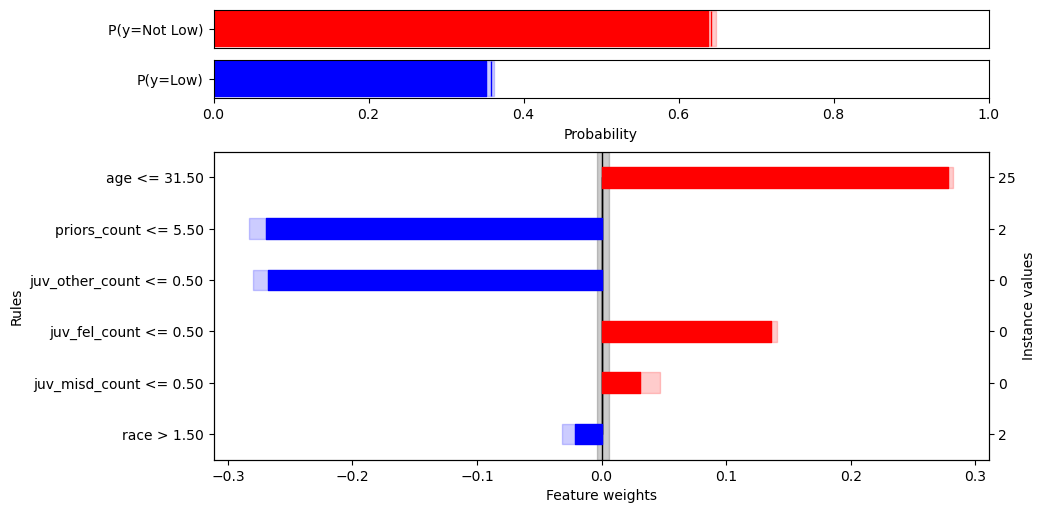 P(y=Not Low)
P(y=Low)
0.0 0.2 0.4 0.6 0.8 1.0
Probability
age <= 31.50 25
priors_count <= 5.50 2
juv_other_count <= 0.50 0
juv_fel_count <= 0.50 0
juv_misd_count <= 0.50 0
race > 1.50 2
Rules
Instance values
−0.3 −0.2 −0.1 0.0 0.1 0.2 0.3
Feature weights